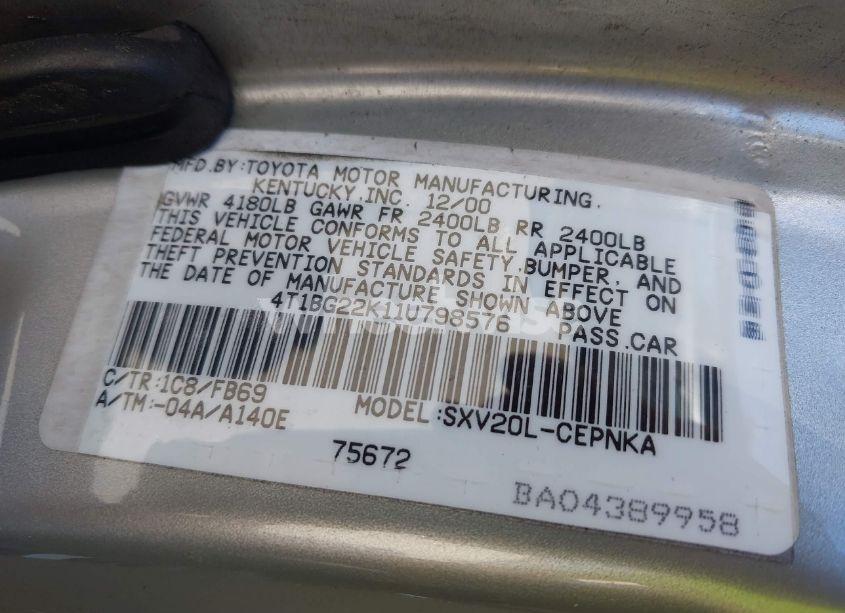 MFD.BY:TOYOTA MOTOR MANUFACTURING,
KENTUCKY,INC. 12/00
GVWR 4180LB GAWR FR 2400LB RR 2400LB
THIS VEHICLE CONFORMS TO ALL APPLICABLE
FEDERAL MOTOR VEHICLE SAFETY,BUMPER, AND
THEFT PREVENTION STANDARDS IN EFFECT ON
THE DATE OF MANUFACTURE SHOWN ABOVE
4T1BG22K11U798576 PASS.CAR
C/TR:1C8/FB69
A/TM:-04A/A140E MODEL:SXV20L-CEPNKA
75672
BA04389958